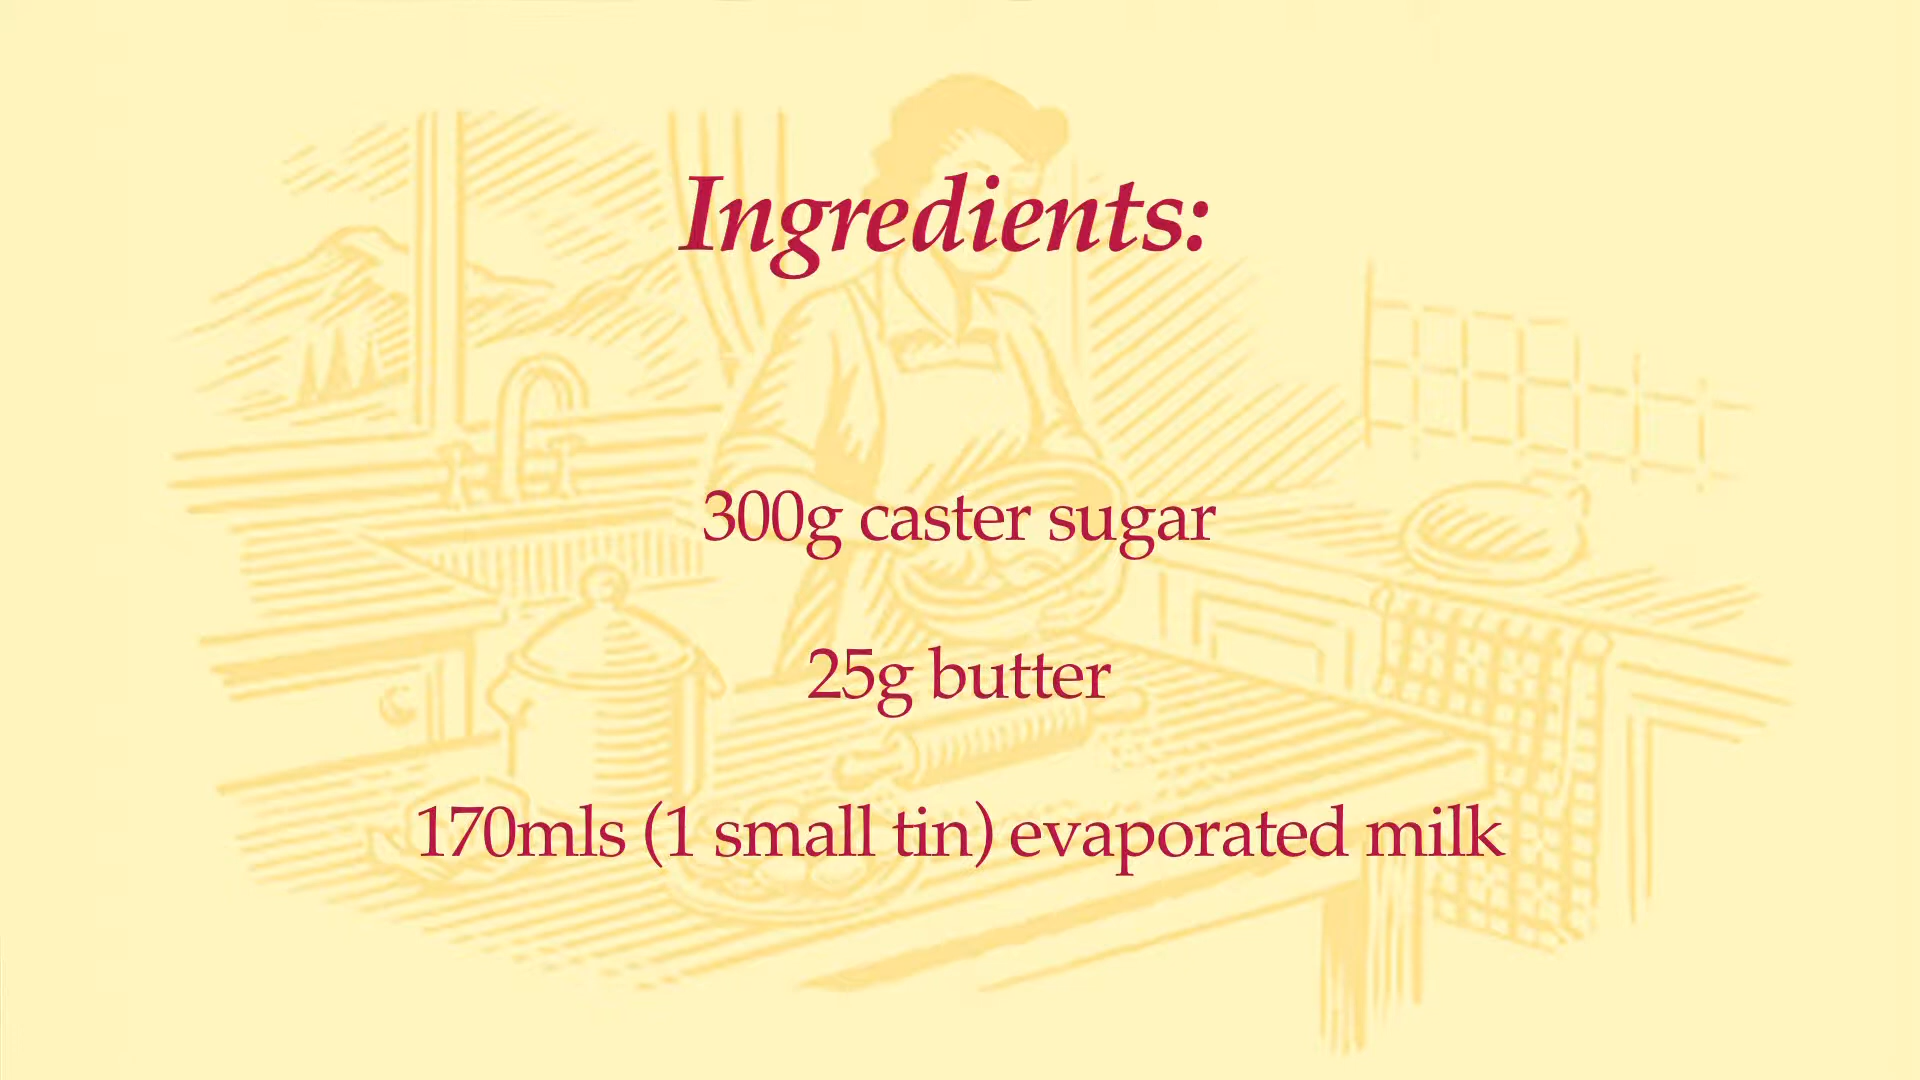 Ingredients:
300g caster sugar
25g butter
170mls (1 small tin) evaporated milk